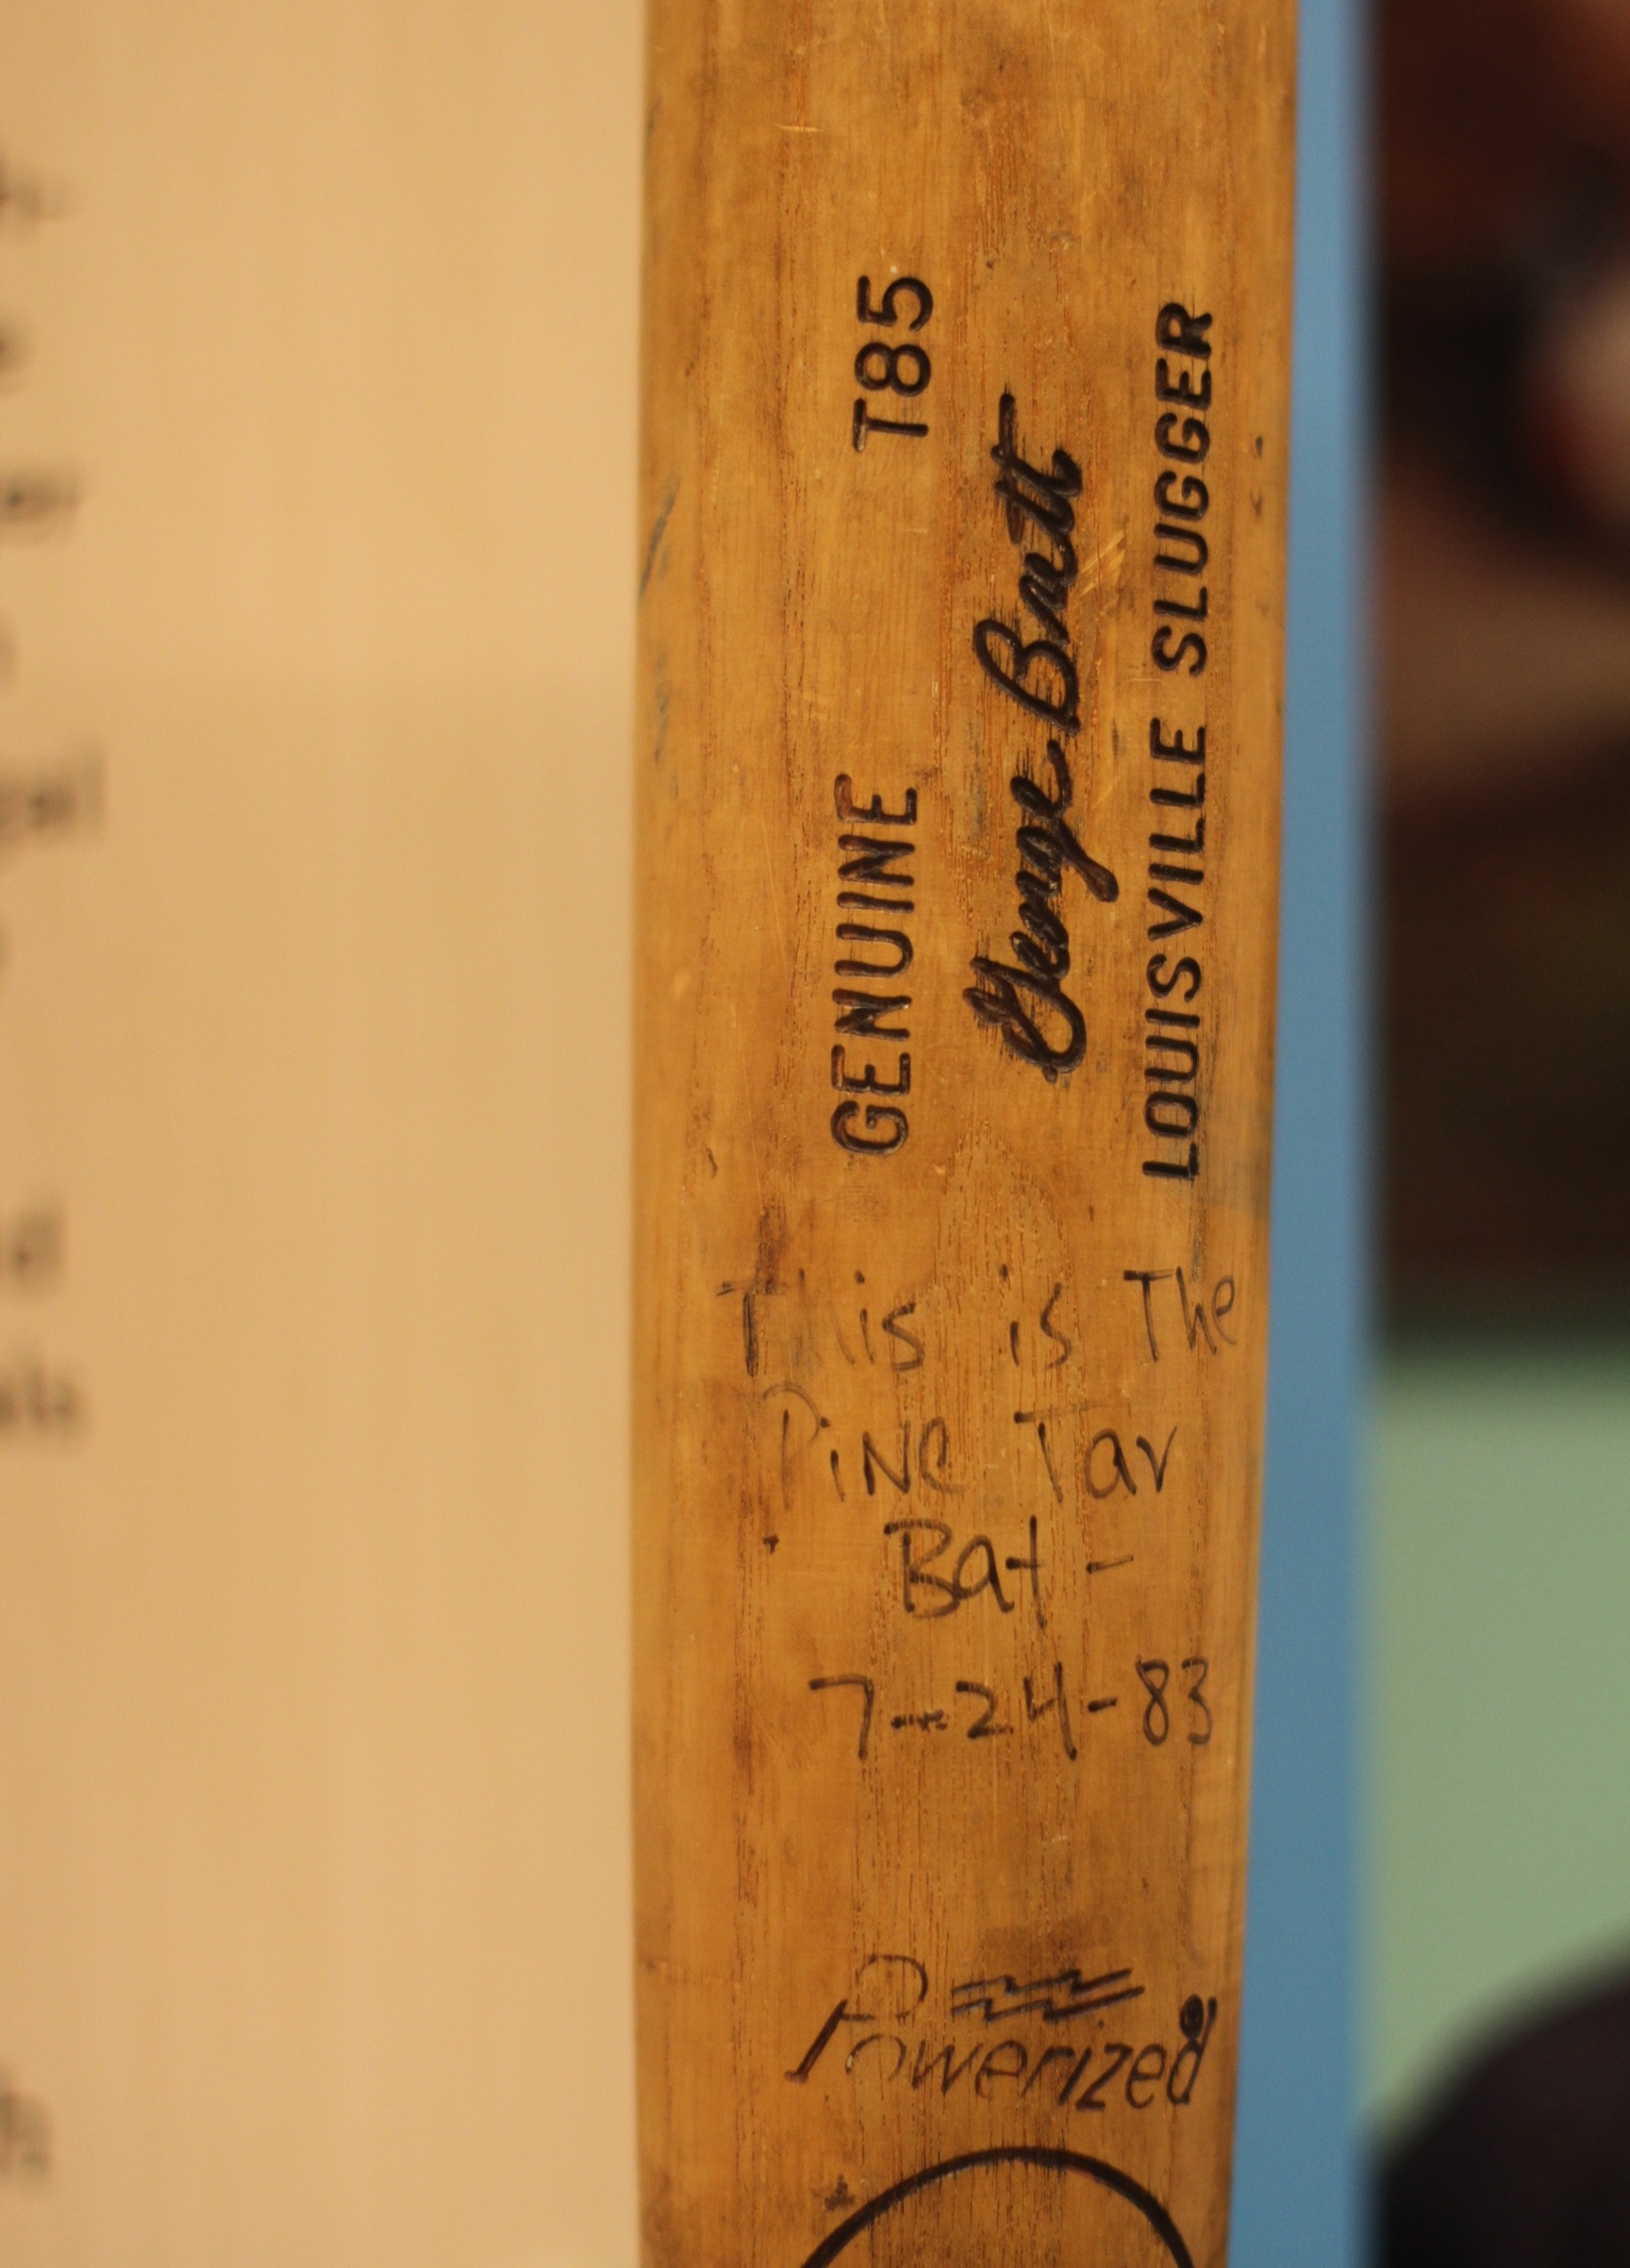 GENUINE T85
George Brett
LOUISVILLE SLUGGER
This is The
Pine Tar
Bat -
7-24-83
Powerized